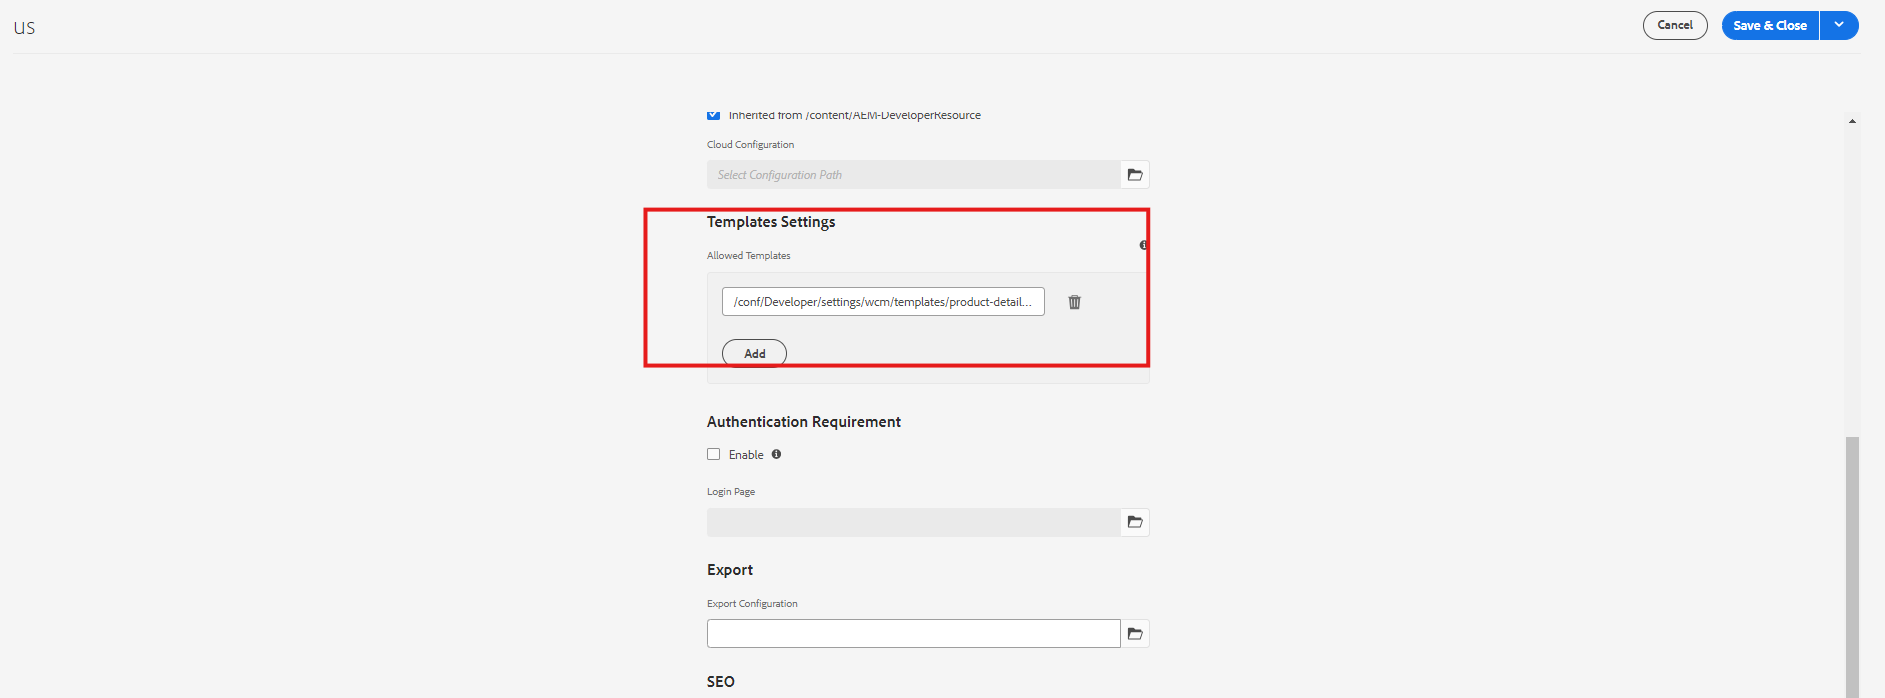 US
Cancel
Save & Close
Inherited from /content/AEM-DeveloperResource
Cloud Configuration
Select Configuration Path
Templates Settings
Allowed Templates
/conf/Developer/settings/wcm/templates/product-detail...
Add
Authentication Requirement
Enable
Login Page
Export
Export Configuration
SEO